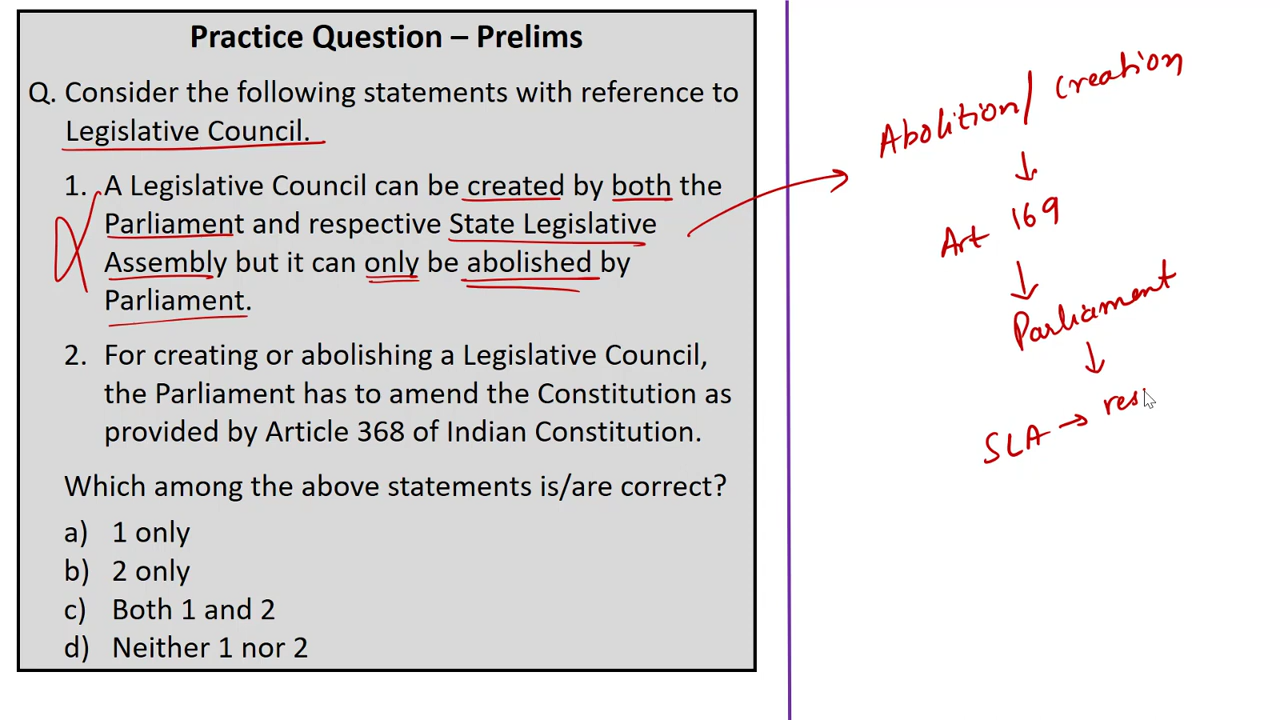 Practice Question – Prelims
Q. Consider the following statements with reference to
Legislative Council.
1. A Legislative Council can be created by both the
Parliament and respective State Legislative
Assembly but it can only be abolished by
Parliament.
2. For creating or abolishing a Legislative Council,
the Parliament has to amend the Constitution as
provided by Article 368 of Indian Constitution.
Which among the above statements is/are correct?
a) 1 only
b) 2 only
c) Both 1 and 2
d) Neither 1 nor 2
Abolition/ Creation
Art 169
Parliament
SLA → res